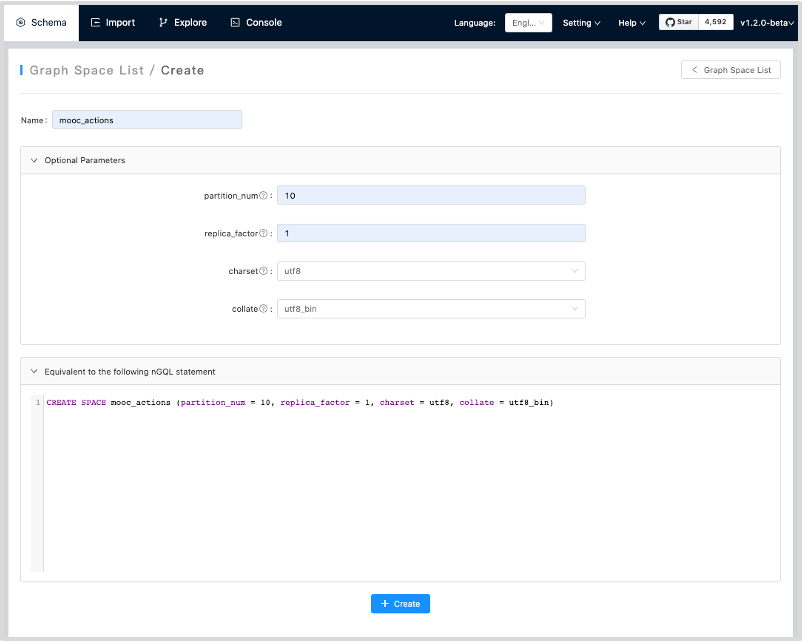 Schema Import Explore Console Language: Engl... Setting Help Star 4,592 v1.2.0-beta
Graph Space List / Create Graph Space List
Name: mooc_actions
Optional Parameters
partition_num : 10
replica_factor : 1
charset : utf8
collate : utf8_bin
Equivalent to the following nGQL statement
1 CREATE SPACE mooc_actions (partition_num = 10, replica_factor = 1, charset = utf8, collate = utf8_bin)
+ Create